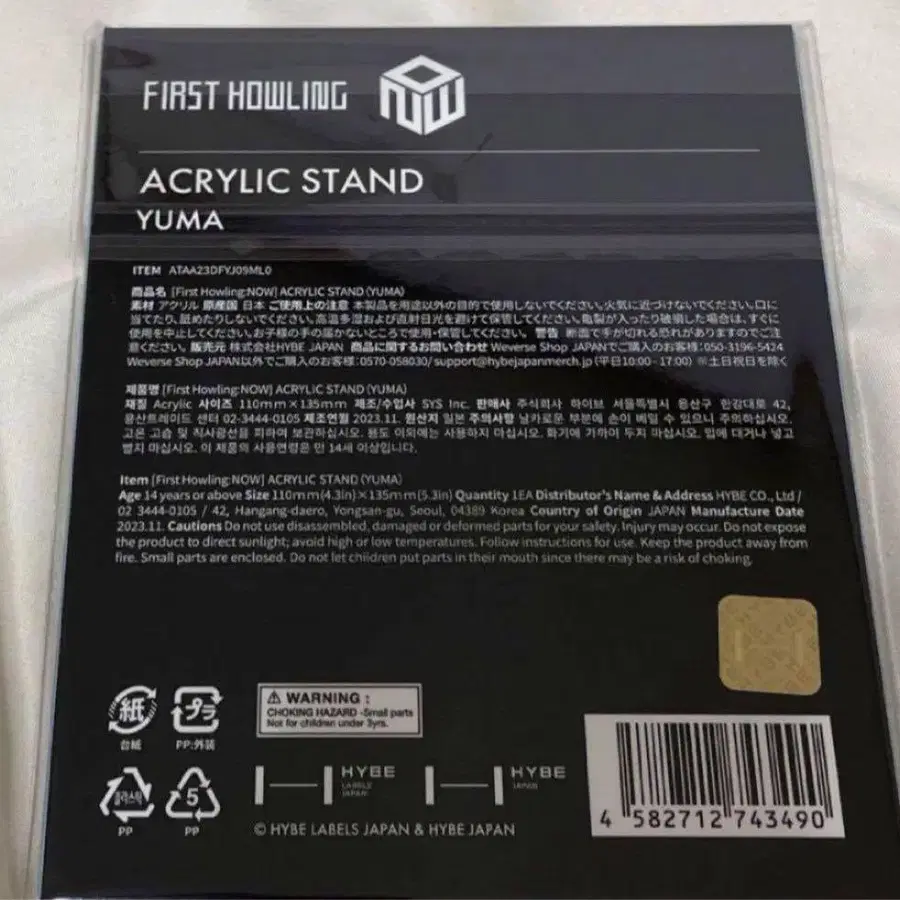 FIRST HOWLING
NOW
ACRYLIC STAND
YUMA
ITEM ATAA23DFYJ09ML0
商品名 [First Howling:NOW] ACRYLIC STAND (YUMA)
素材 アクリル 原産国 日本 ご使用上の注意 本製品を用途以外の目的で使用しないでください。火気に近づけないでください。口に
当てたり、舐めたりしないでください。高温多湿および直射日光を避けて保管してください。亀裂が入ったり破損した場合は、すぐに
使用を中止してください。お子様の手の届かないところで使用・保管してください。 警告 断面で手が切れる恐れがありますのでご注
意ください。 販売元 株式会社HYBE JAPAN 商品に関するお問い合わせ Weverse Shop JAPANでご購入のお客様:050-3196-5424
Weverse Shop JAPAN以外でご購入のお客様:0570-058030/ support@hybejapanmerch.jp (平日10:00 - 17:00) ※土日祝日を除く
제품명 [First Howling:NOW] ACRYLIC STAND (YUMA)
재질 Acrylic 사이즈 110mm×135mm 제조/수입사 SYS Inc. 판매사 주식회사 하이브 서울특별시 용산구 한강대로 42,
용산트레이드 센터 02-3444-0105 제조연월 2023.11. 원산지 일본 주의사항 날카로운 부분에 손이 베일 수 있으니 주의하십시오.
고온 고습 및 직사광선을 피하여 보관하십시오. 용도 이외에는 사용하지 마십시오. 화기에 가까이 두지 마십시오. 입에 대거나 넣고
빨지 마십시오. 이 제품의 사용연령은 만 14세 이상입니다.
Item [First Howling:NOW] ACRYLIC STAND (YUMA)
Age 14 years or above Size 110mm(4.3in)×135mm(5.3in) Quantity 1EA Distributor's Name & Address HYBE CO., Ltd /
02 3444-0105 / 42, Hangang-daero, Yongsan-gu, Seoul, 04389 Korea Country of Origin JAPAN Manufacture Date
2023.11. Cautions Do not use disassembled, damaged or deformed parts for your safety. Injury may occur. Do not expose
the product to direct sunlight; avoid high or low temperatures. Follow instructions for use. Keep the product away from
fire. Small parts are enclosed. Do not let children put parts in their mouth since there may be a risk of choking.
紙
台紙
プラ
PP:外装
WARNING :
CHOKING HAZARD -Small parts
Not for children under 3yrs.
플라스틱
PP
5
PP
HYBE
LABELS
JAPAN
HYBE
JAPAN
© HYBE LABELS JAPAN & HYBE JAPAN
4 582712 743490